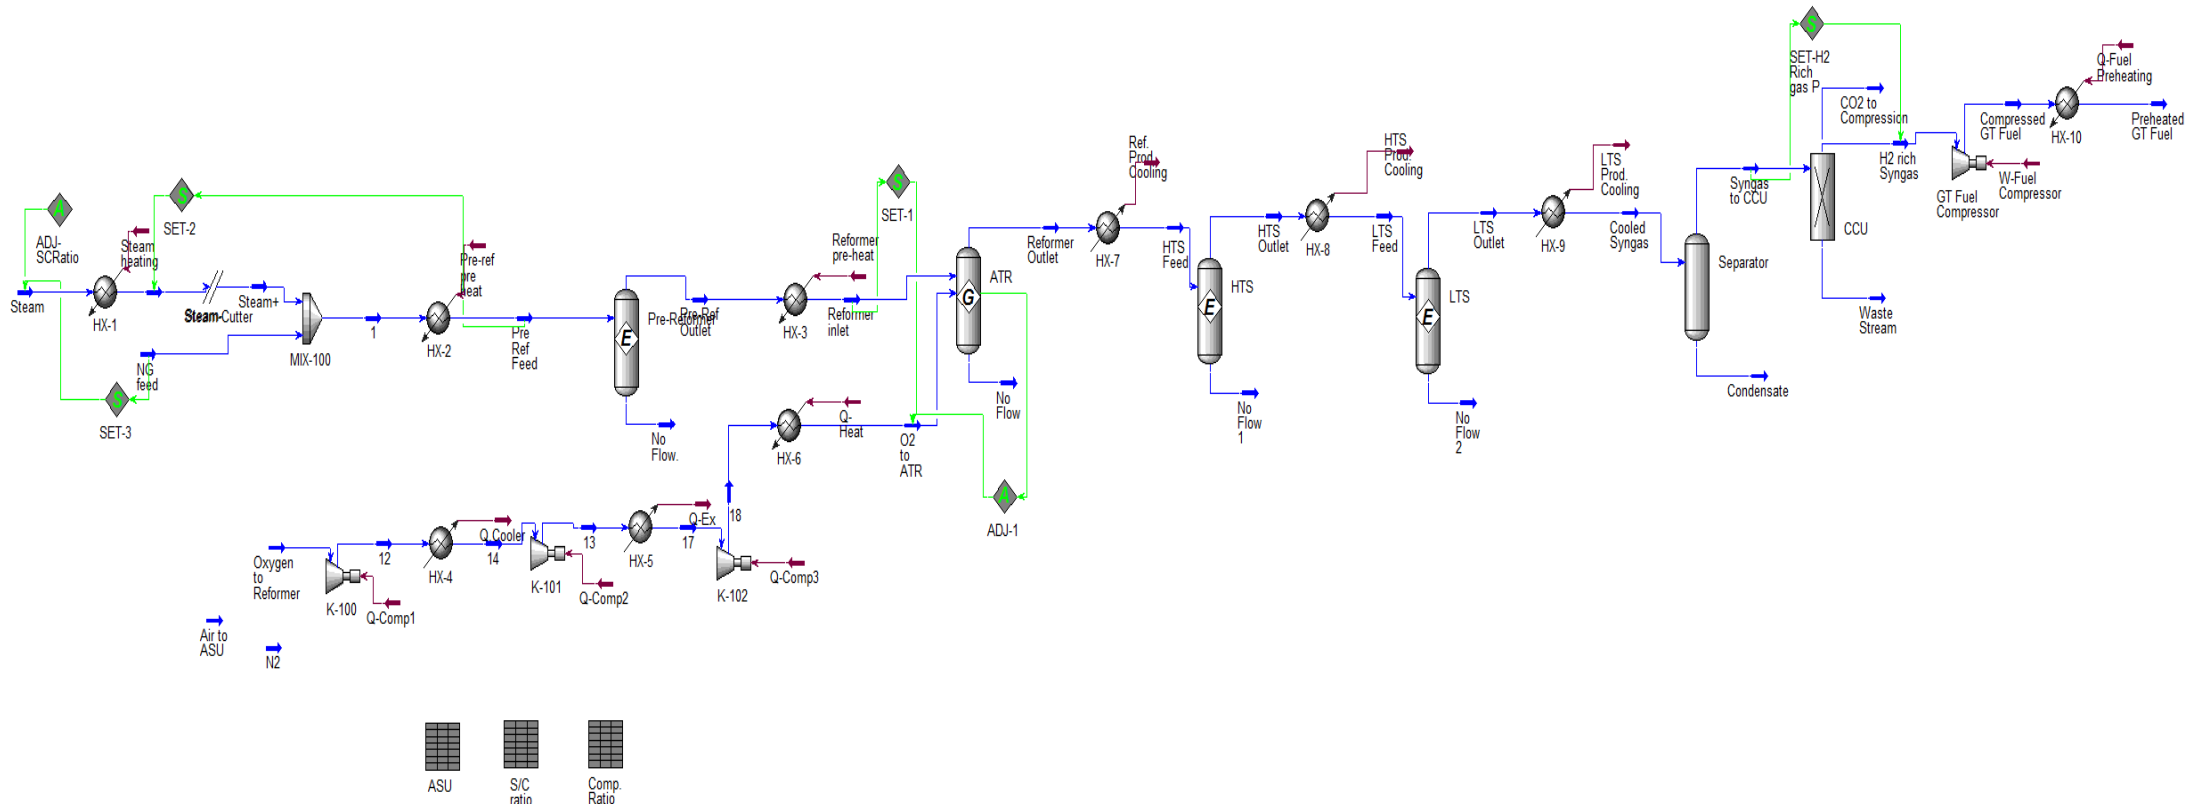 S
SET-H2
Rich
gas P
Q-Fuel
Preheating
CO2 to
Compression
Compressed
GT Fuel
HX-10
Preheated
GT Fuel
H2 rich
Syngas
GT Fuel
Compressor
W-Fuel
Compressor
Syngas
to CCU
CCU
Waste
Stream
Ref.
Prod.
Cooling
HTS
Prod.
Cooling
LTS
Prod.
Cooling
A
ADJ-
SCRatio
S
SET-2
Steam
heating
Steam
HX-1
Steam-
Cutter
Steam+
MIX-100
1
NG
feed
S
SET-3
Pre-ref
pre
heat
HX-2
Pre
Ref
Feed
E
Pre-Reformer
Pre-Ref
Outlet
No
Flow.
HX-3
Reformer
pre-heat
Reformer
inlet
S
SET-1
G
ATR
Reformer
Outlet
No
Flow
HX-7
HTS
Feed
E
HTS
HTS
Outlet
No
Flow
1
HX-8
LTS
Feed
E
LTS
LTS
Outlet
No
Flow
2
HX-9
Cooled
Syngas
Separator
Condensate
HX-6
Q-
Heat
O2
to
ATR
A
ADJ-1
Oxygen
to
Reformer
K-100
Q-Comp1
12
HX-4
Q Cooler
14
K-101
Q-Comp2
13
HX-5
Q-Ex
17
K-102
Q-Comp3
18
Air to
ASU
N2
ASU
S/C
ratio
Comp.
Ratio